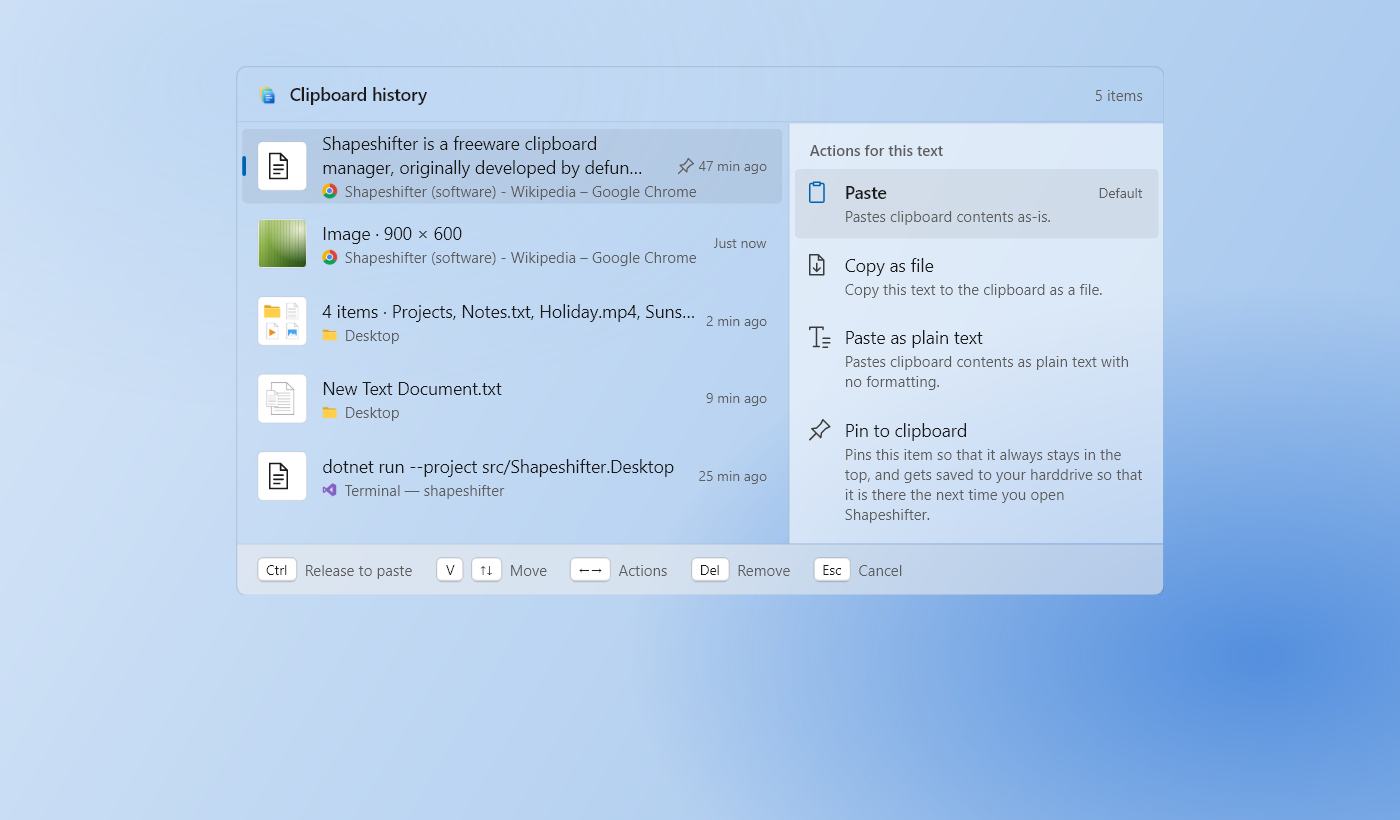 Clipboard history
5 items
Shapeshifter is a freeware clipboard
manager, originally developed by defun...
47 min ago
Shapeshifter (software) - Wikipedia – Google Chrome
Image · 900 × 600
Just now
Shapeshifter (software) - Wikipedia – Google Chrome
4 items · Projects, Notes.txt, Holiday.mp4, Suns...
2 min ago
Desktop
New Text Document.txt
9 min ago
Desktop
dotnet run --project src/Shapeshifter.Desktop
25 min ago
Terminal — shapeshifter
Actions for this text
Paste
Default
Pastes clipboard contents as-is.
Copy as file
Copy this text to the clipboard as a file.
Paste as plain text
Pastes clipboard contents as plain text with
no formatting.
Pin to clipboard
Pins this item so that it always stays in the
top, and gets saved to your harddrive so that
it is there the next time you open
Shapeshifter.
Ctrl Release to paste V ↑↓ Move ←→ Actions Del Remove Esc Cancel